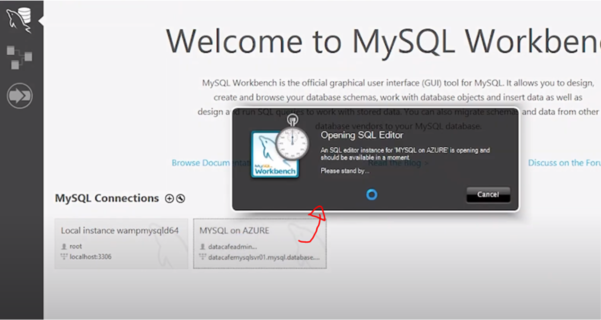 Welcome to MySQL Workbenc
MySQL Workbench is the official graphical user interface (GUI) tool for MySQL. It allows you to design,
create and browse your database schemas, work with database objects and insert data as well as
design and run SQL queries to work with stored data. You can also migrate schemas and data from other
database vendors to your MySQL database.
Opening SQL Editor
An SQL editor instance for 'MYSQL on AZURE' is opening and
should be available in a moment.
Please stand by...
MySQL
Workbench
Cancel
Browse Docum
Discuss on the Foru
MySQL Connections
Local instance wampmysqld64
root
localhost:3306
MYSQL on AZURE
datacafeadmin...
datacafemysqlsvr01.mysql.database....